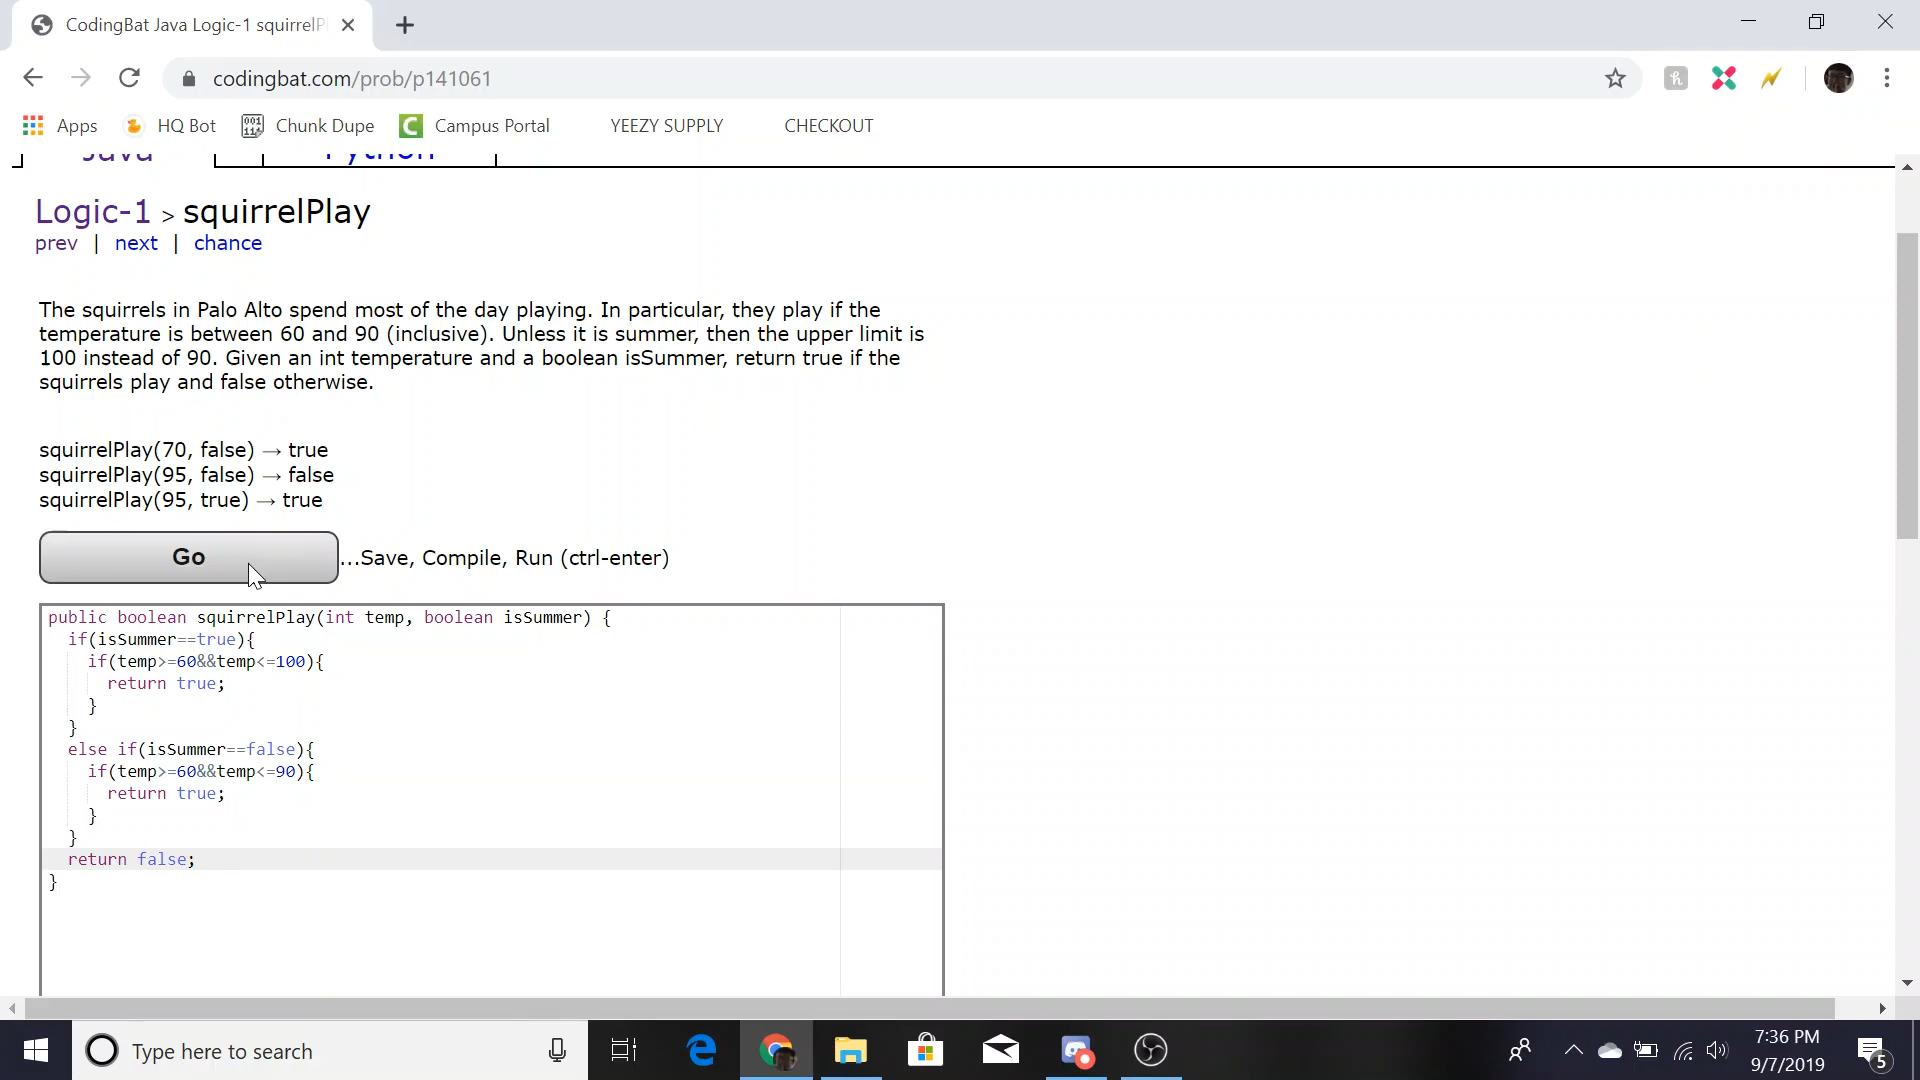 CodingBat Java Logic-1 squirrelP
codingbat.com/prob/p141061
Apps HQ Bot Chunk Dupe Campus Portal YEEZY SUPPLY CHECKOUT
Java Python
Logic-1 > squirrelPlay
prev | next | chance
The squirrels in Palo Alto spend most of the day playing. In particular, they play if the
temperature is between 60 and 90 (inclusive). Unless it is summer, then the upper limit is
100 instead of 90. Given an int temperature and a boolean isSummer, return true if the
squirrels play and false otherwise.
squirrelPlay(70, false) → true
squirrelPlay(95, false) → false
squirrelPlay(95, true) → true
Go ...Save, Compile, Run (ctrl-enter)
public boolean squirrelPlay(int temp, boolean isSummer) {
if(isSummer==true){
if(temp>=60&&temp<=100){
return true;
}
}
else if(isSummer==false){
if(temp>=60&&temp<=90){
return true;
}
}
return false;
}
Type here to search
7:36 PM
9/7/2019
5